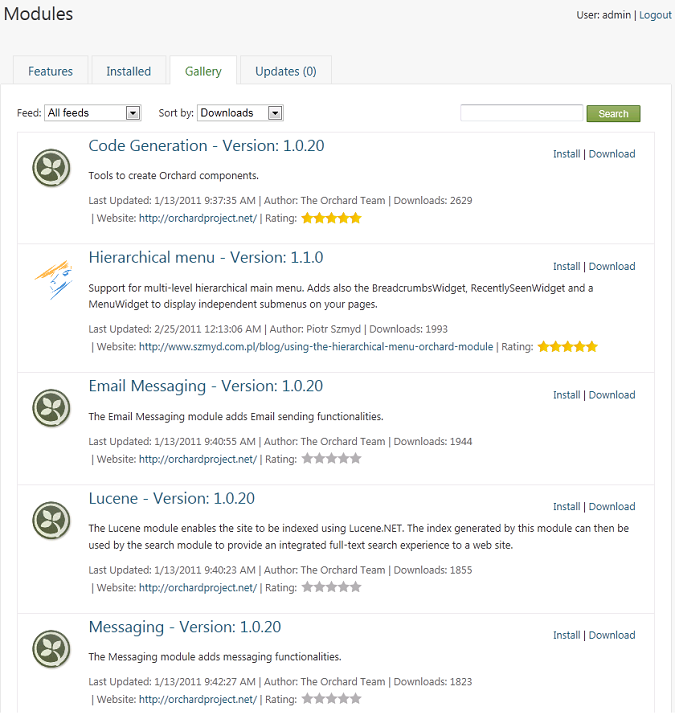 Modules
User: admin | Logout
Features
Installed
Gallery
Updates (0)
Feed: All feeds
Sort by: Downloads
Search
Code Generation - Version: 1.0.20
Install | Download
Tools to create Orchard components.
Last Updated: 1/13/2011 9:37:35 AM | Author: The Orchard Team | Downloads: 2629
| Website: http://orchardproject.net/ | Rating:
Hierarchical menu - Version: 1.1.0
Install | Download
Support for multi-level hierarchical main menu. Adds also the BreadcrumbsWidget, RecentlySeenWidget and a
MenuWidget to display independent submenus on your pages.
Last Updated: 2/25/2011 12:13:06 AM | Author: Piotr Szmyd | Downloads: 1993
| Website: http://www.szmyd.com.pl/blog/using-the-hierarchical-menu-orchard-module | Rating:
Email Messaging - Version: 1.0.20
Install | Download
The Email Messaging module adds Email sending functionalities.
Last Updated: 1/13/2011 9:40:55 AM | Author: The Orchard Team | Downloads: 1944
| Website: http://orchardproject.net/ | Rating:
Lucene - Version: 1.0.20
Install | Download
The Lucene module enables the site to be indexed using Lucene.NET. The index generated by this module can then be
used by the search module to provide an integrated full-text search experience to a web site.
Last Updated: 1/13/2011 9:40:23 AM | Author: The Orchard Team | Downloads: 1855
| Website: http://orchardproject.net/ | Rating:
Messaging - Version: 1.0.20
Install | Download
The Messaging module adds messaging functionalities.
Last Updated: 1/13/2011 9:42:27 AM | Author: The Orchard Team | Downloads: 1823
| Website: http://orchardproject.net/ | Rating: